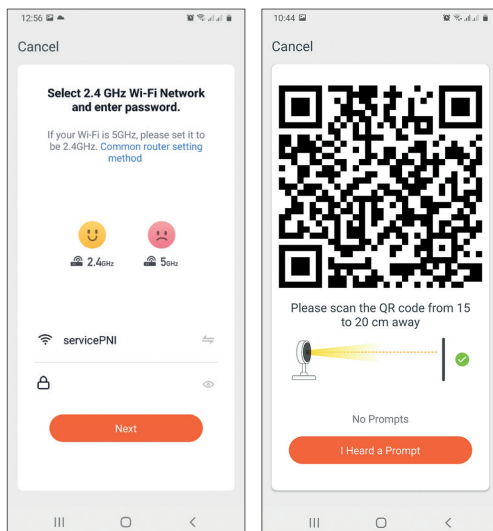 12:56
Cancel
Select 2.4 GHz Wi-Fi Network
and enter password.
If your Wi-Fi is 5GHz, please set it to
be 2.4GHz. Common router setting
method
2.4GHz 5GHz
servicePNI
Next
10:44
Cancel
Please scan the QR code from 15
to 20 cm away
No Prompts
I Heard a Prompt